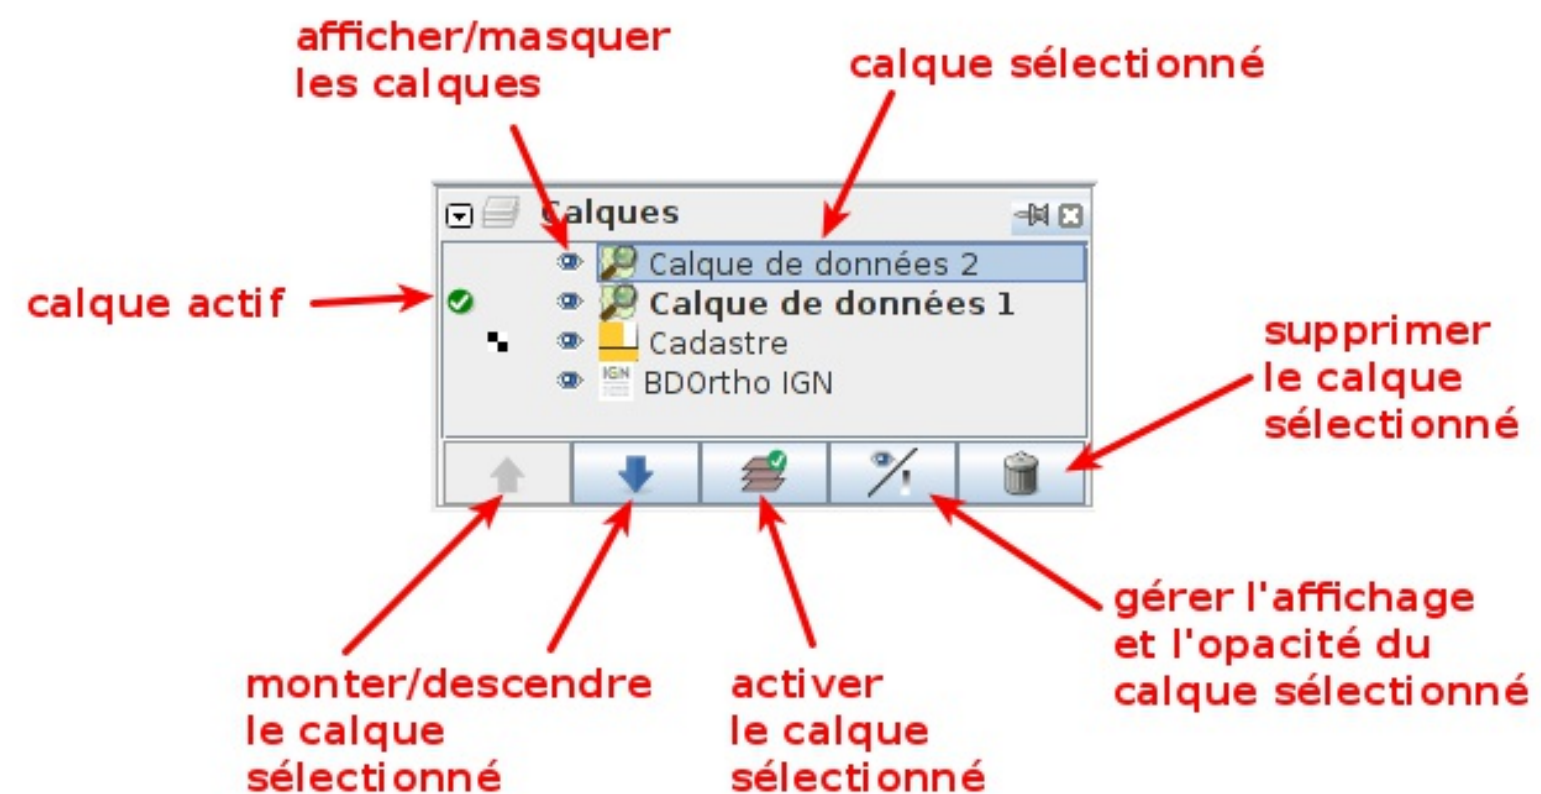 afficher/masquer
les calques
calque sélectionné
Calques
Calque de données 2
calque actif
Calque de données 1
Cadastre
IGN
BDOrtho IGN
supprimer
le calque
sélectionné
gérer l'affichage
et l'opacité du
calque sélectionné
monter/descendre
le calque
sélectionné
activer
le calque
sélectionné